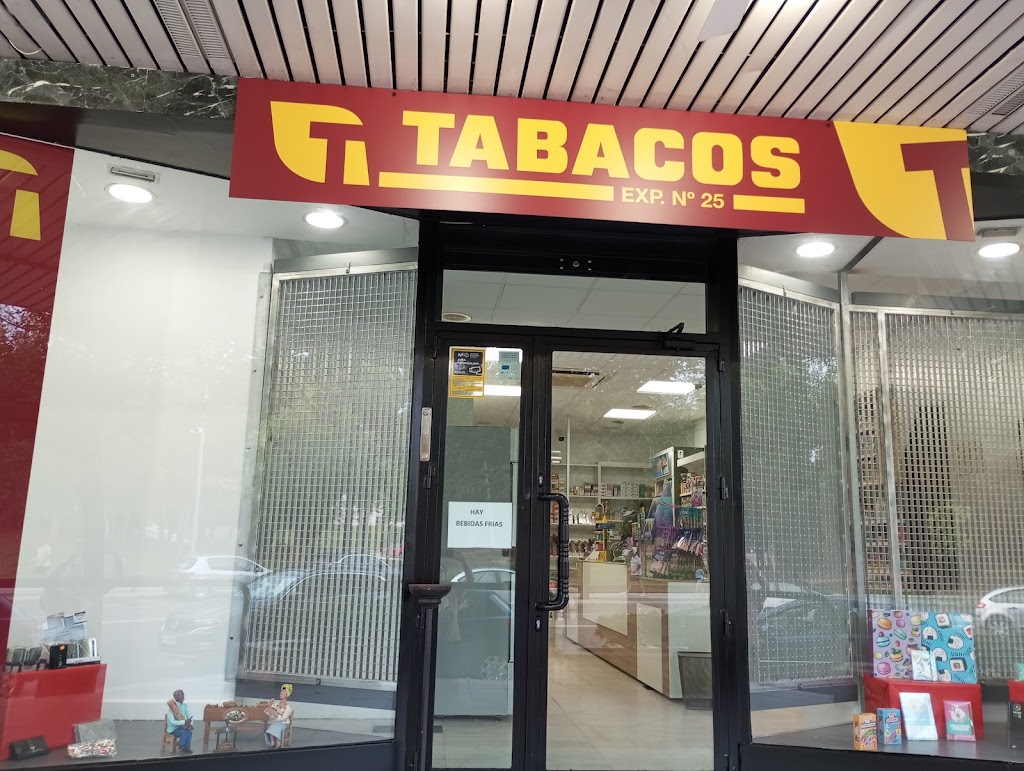 TABACOS
EXP. Nº 25
HAY
BEBIDAS FRIAS